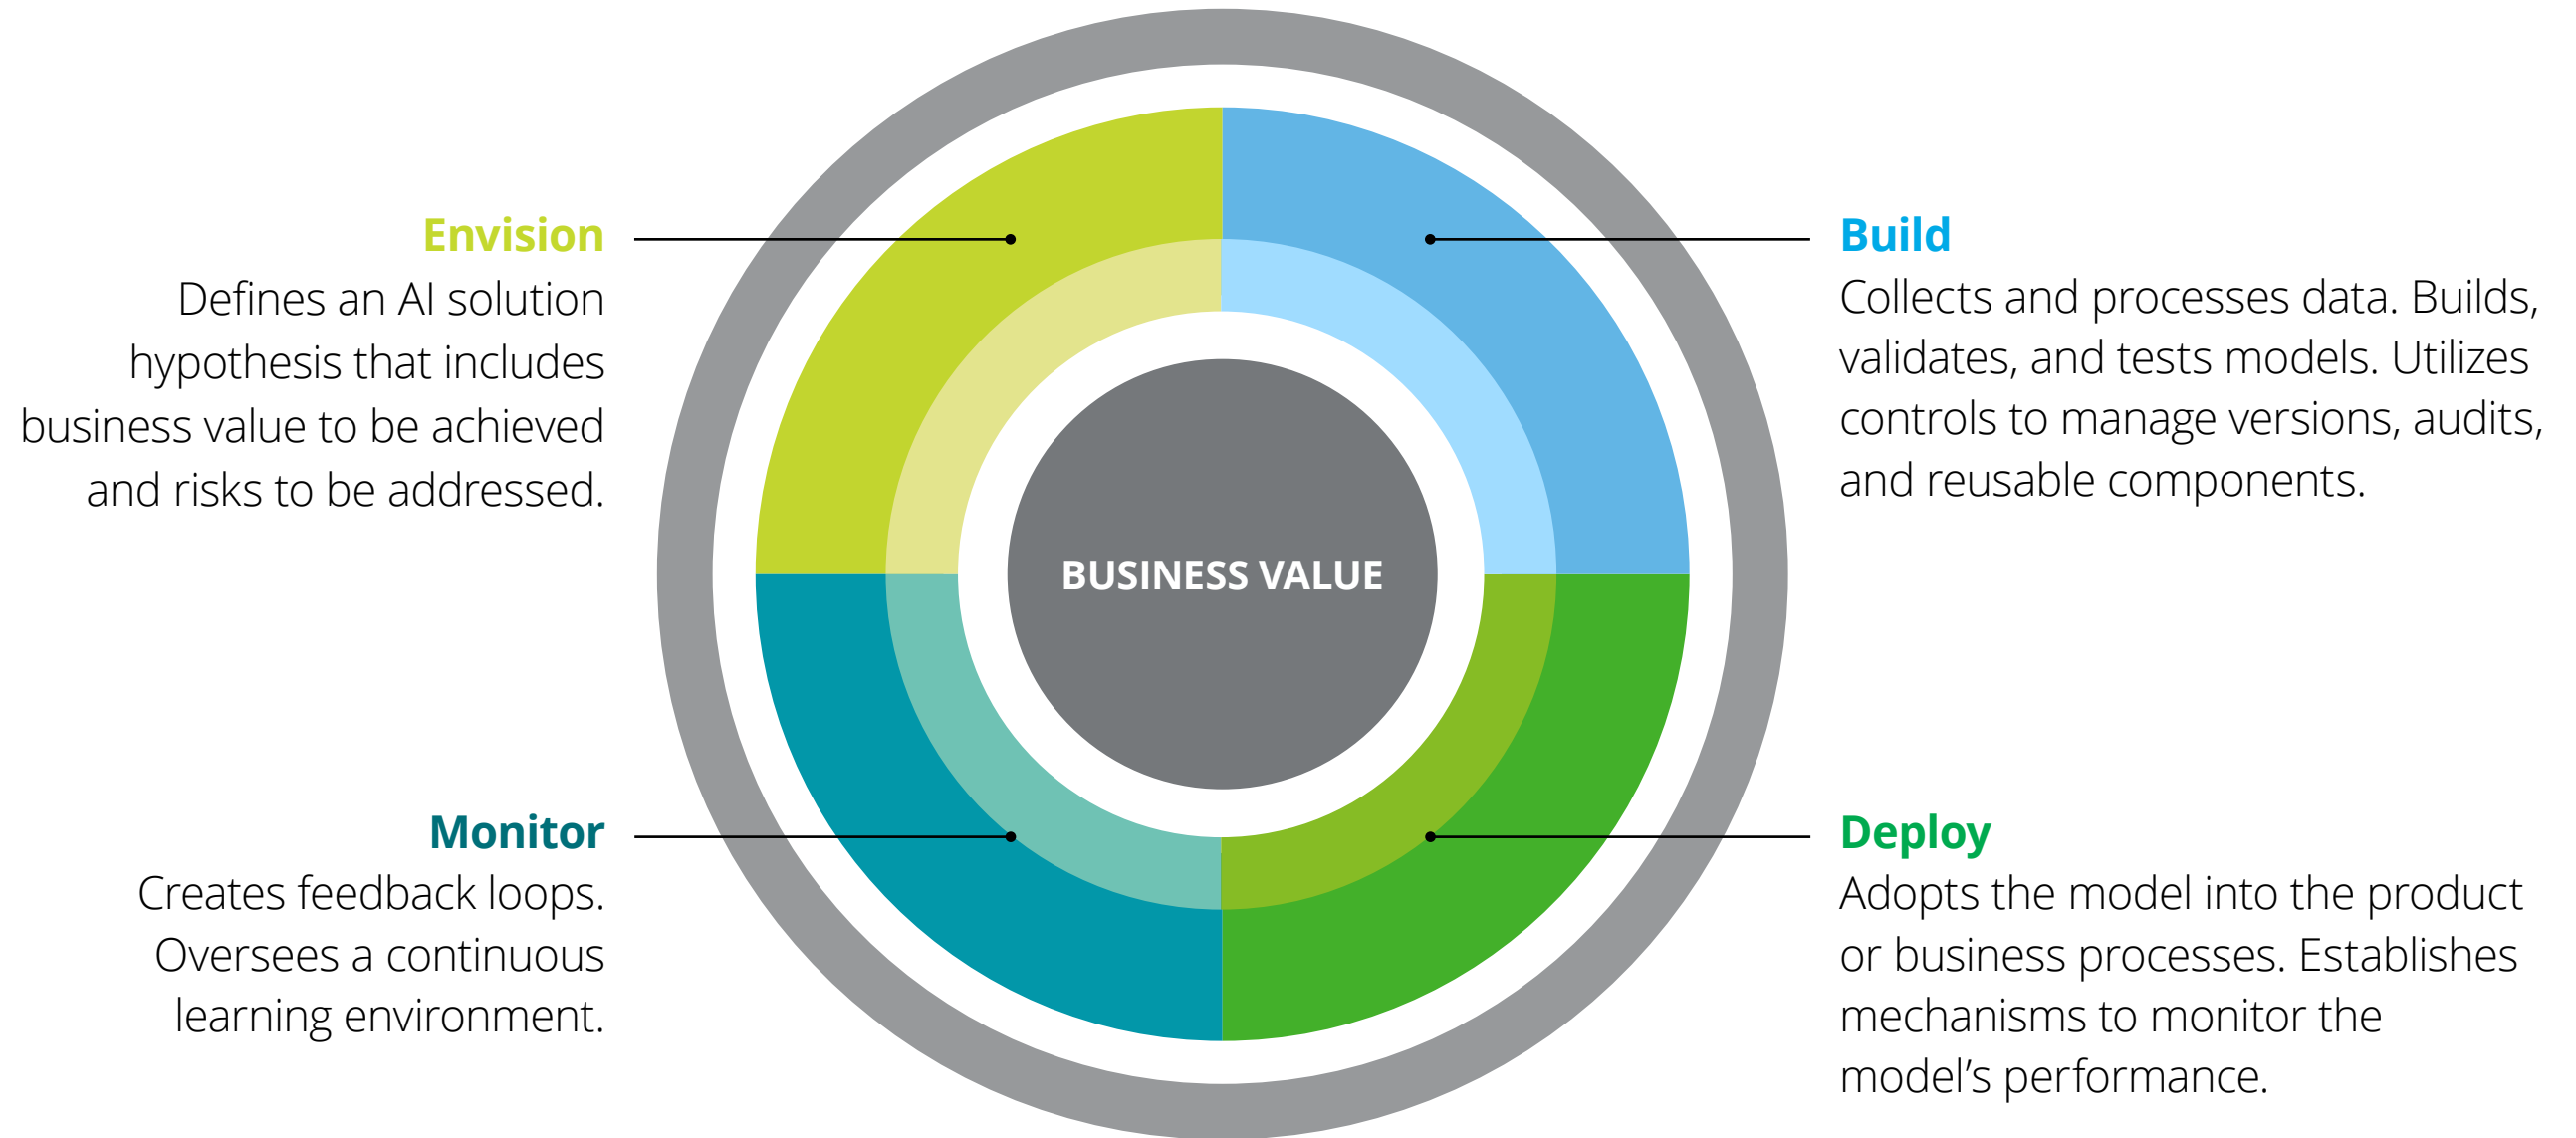 Envision
Defines an AI solution
hypothesis that includes
business value to be achieved
and risks to be addressed.
Build
Collects and processes data. Builds,
validates, and tests models. Utilizes
controls to manage versions, audits,
and reusable components.
BUSINESS VALUE
Monitor
Creates feedback loops.
Oversees a continuous
learning environment.
Deploy
Adopts the model into the product
or business processes. Establishes
mechanisms to monitor the
model’s performance.